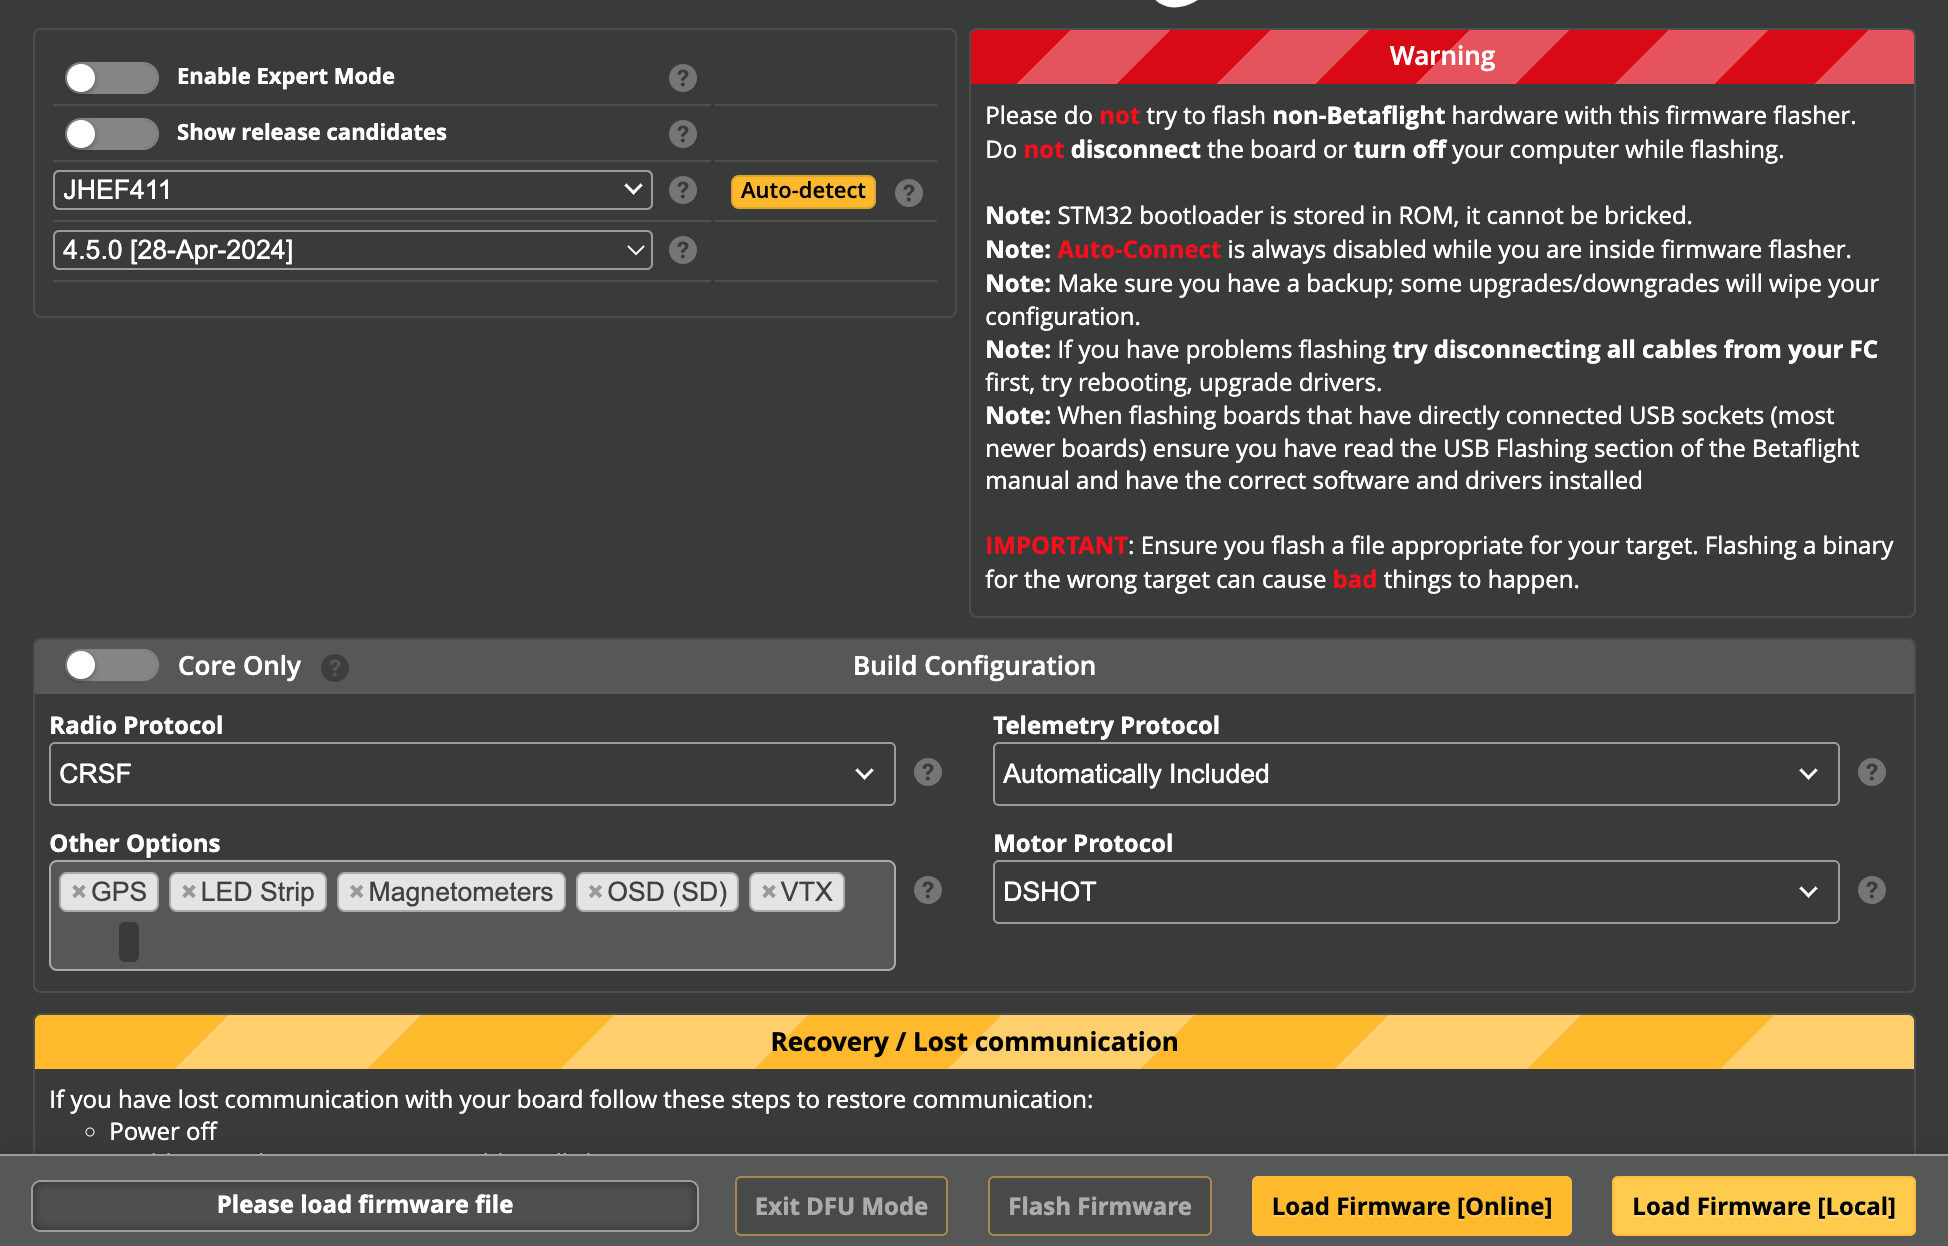 Enable Expert Mode ?
Show release candidates ?
JHEF411 ? Auto-detect ?
4.5.0 [28-Apr-2024] ?
Warning
Please do not try to flash non-Betaflight hardware with this firmware flasher.
Do not disconnect the board or turn off your computer while flashing.
Note: STM32 bootloader is stored in ROM, it cannot be bricked.
Note: Auto-Connect is always disabled while you are inside firmware flasher.
Note: Make sure you have a backup; some upgrades/downgrades will wipe your
configuration.
Note: If you have problems flashing try disconnecting all cables from your FC
first, try rebooting, upgrade drivers.
Note: When flashing boards that have directly connected USB sockets (most
newer boards) ensure you have read the USB Flashing section of the Betaflight
manual and have the correct software and drivers installed
IMPORTANT: Ensure you flash a file appropriate for your target. Flashing a binary
for the wrong target can cause bad things to happen.
Core Only ? Build Configuration
Radio Protocol
CRSF ?
Telemetry Protocol
Automatically Included ?
Other Options
×GPS ×LED Strip ×Magnetometers ×OSD (SD) ×VTX ?
Motor Protocol
DSHOT ?
Recovery / Lost communication
If you have lost communication with your board follow these steps to restore communication:
◦ Power off
Please load firmware file Exit DFU Mode Flash Firmware Load Firmware [Online] Load Firmware [Local]